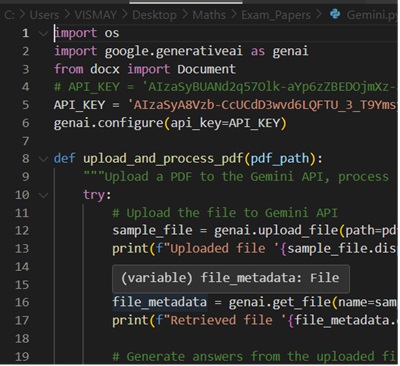 C: > Users > VISMAY > Desktop > Maths > Exam_Papers > Gemini.py
1 import os
2 import google.generativeai as genai
3 from docx import Document
4 # API_KEY = 'AIzaSyBUANd2q57Olk-aYp6zZBEDOjmXz-
5 API_KEY = 'AIzaSyA8Vzb-CcUCdD3wvd6LQFTU_3_T9Yms
6 genai.configure(api_key=API_KEY)
7
8 def upload_and_process_pdf(pdf_path):
9 """Upload a PDF to the Gemini API, process
10 try:
11 # Upload the file to Gemini API
12 sample_file = genai.upload_file(path=pd
13 print(f"Uploaded file '{sample_file.dis
14
(variable) file_metadata: File
15
16 file_metadata = genai.get_file(name=sam
17 print(f"Retrieved file '{file_metadata.
18
19 # Generate answers from the uploaded fi